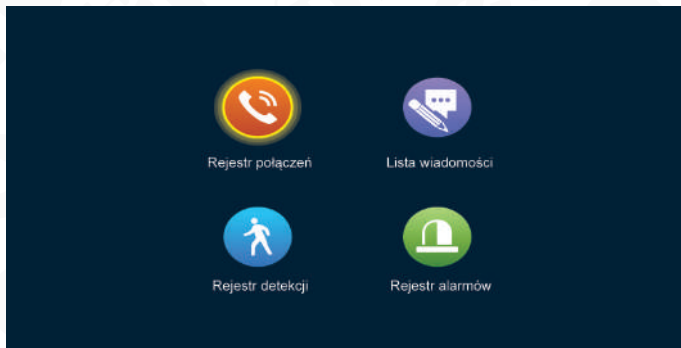 Rejestr połączeń
Lista wiadomości
Rejestr detekcji
Rejestr alarmów